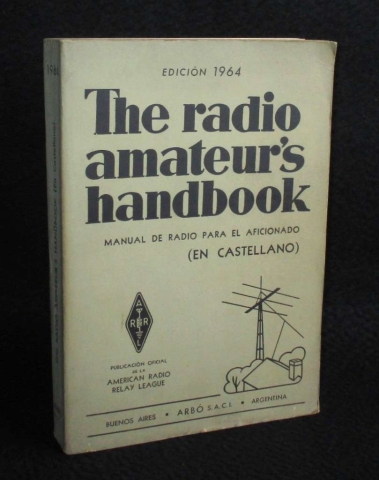 EDICIÓN 1964
The radio
amateur's
handbook
MANUAL DE RADIO PARA EL AFICIONADO
(EN CASTELLANO)
A
R R
L
PUBLICACIÓN OFICIAL
DE LA
AMERICAN RADIO
RELAY LEAGUE
BUENOS AIRES • ARBÓ S.A.C.I. • ARGENTINA
1964